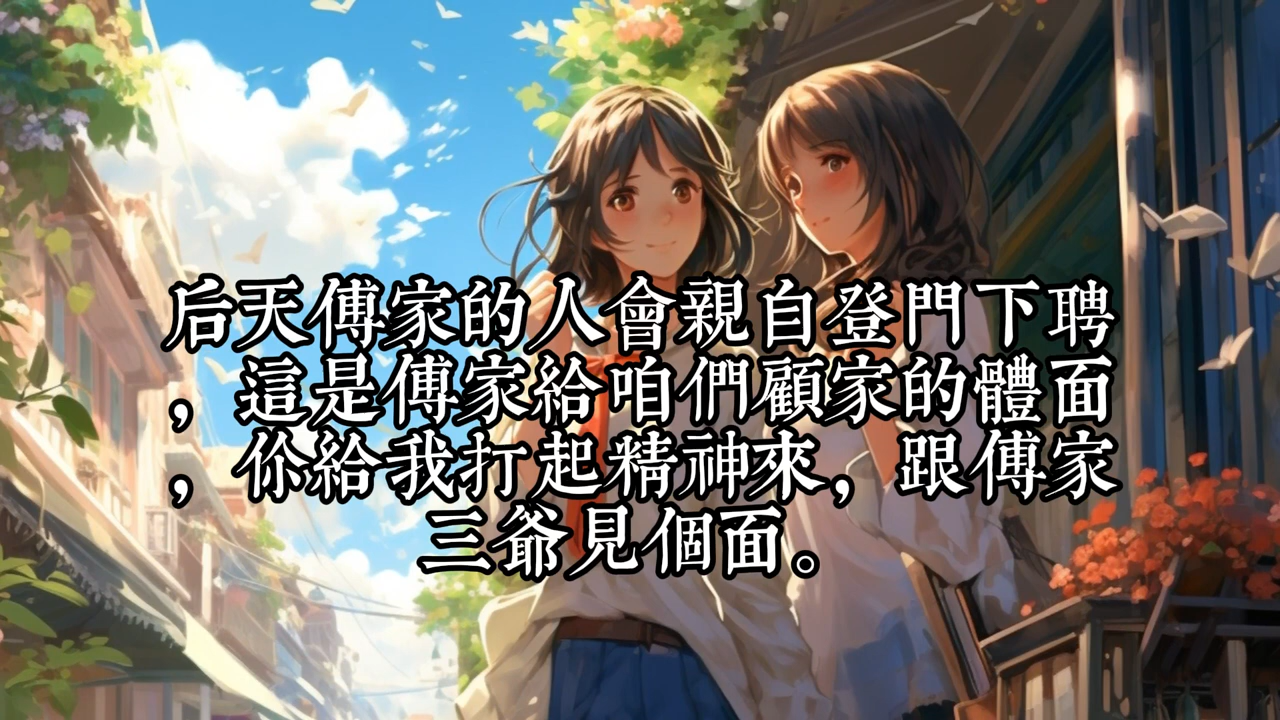 后天傅家的人會親自登門下聘
，這是傅家給咱們顧家的體面
，你給我打起精神來，跟傅家
三爺見個面。